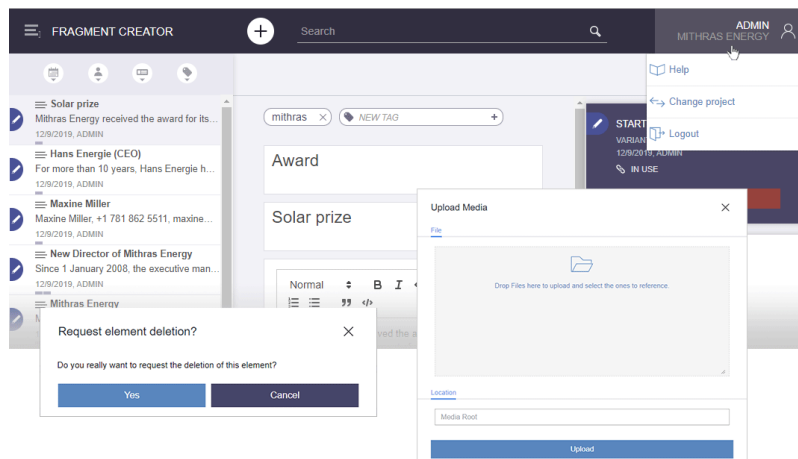 FRAGMENT CREATOR
Search
ADMIN
MITHRAS ENERGY
Help
Change project
Logout
Solar prize
Mithras Energy received the award for its...
12/9/2019, ADMIN
Hans Energie (CEO)
For more than 10 years, Hans Energie h...
12/9/2019, ADMIN
Maxine Miller
Maxine Miller, +1 781 862 5511, maxine...
12/9/2019, ADMIN
New Director of Mithras Energy
Since 1 January 2008, the executive man...
12/9/2019, ADMIN
Mithras Energy
mithras
NEW TAG
Award
Solar prize
Normal
B I
ved the a
START
VARIAN
12/9/2019, ADMIN
IN USE
Request element deletion?
Do you really want to request the deletion of this element?
Yes
Cancel
Upload Media
File
Drop Files here to upload and select the ones to reference.
Location
Media Root
Upload